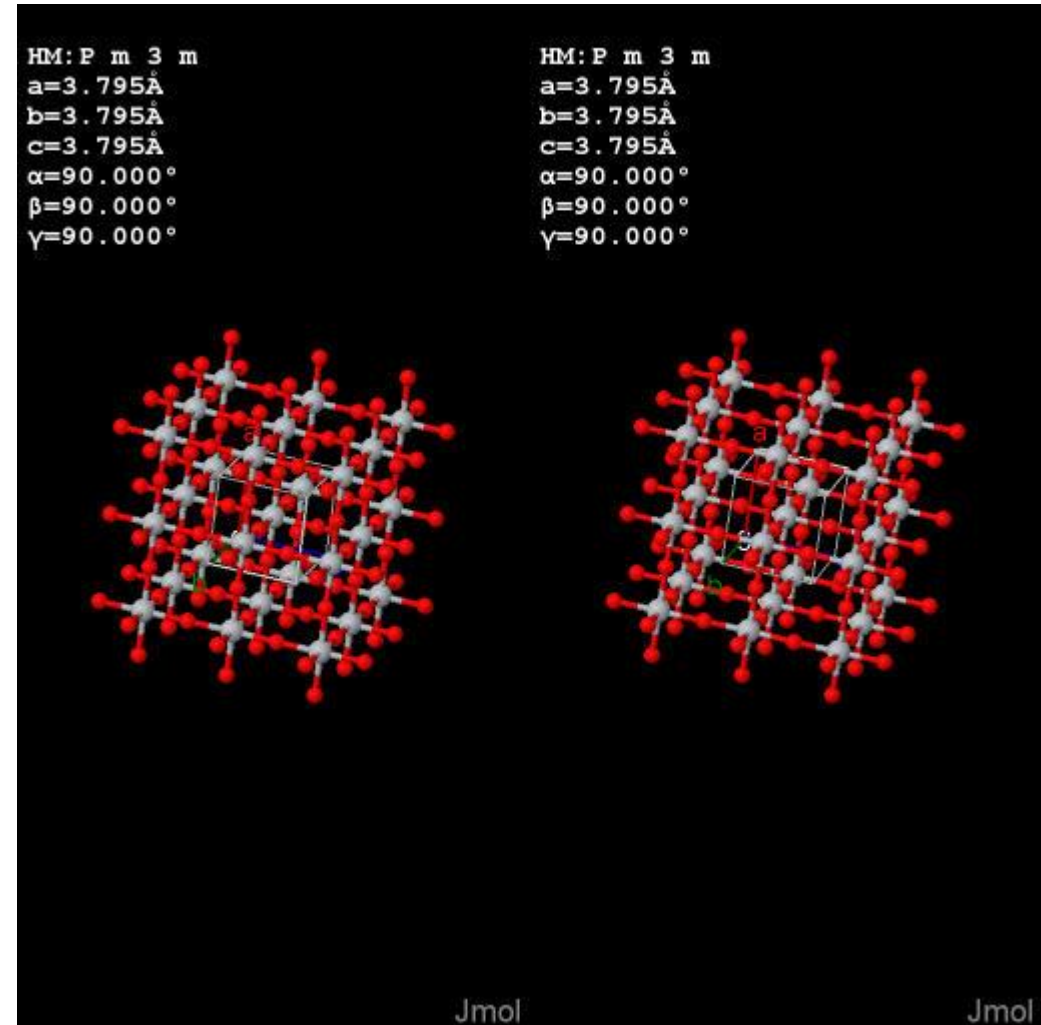 HM:P m 3 m
a=3.795Å
b=3.795Å
c=3.795Å
α=90.000°
β=90.000°
γ=90.000°
HM:P m 3 m
a=3.795Å
b=3.795Å
c=3.795Å
α=90.000°
β=90.000°
γ=90.000°
a
a
b
Jmol
Jmol